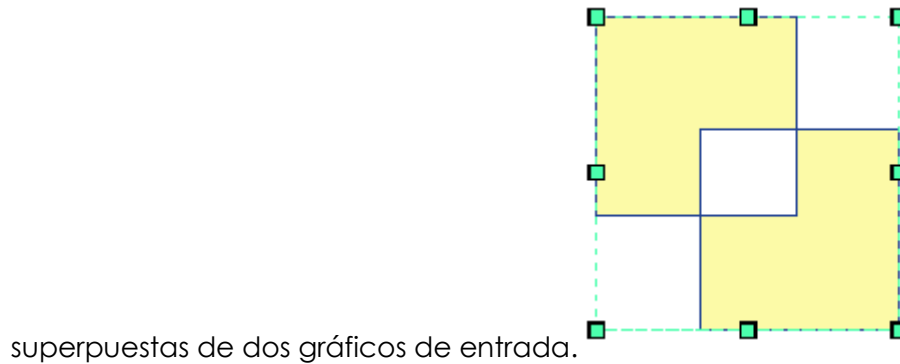 superpuestas de dos gráficos de entrada.